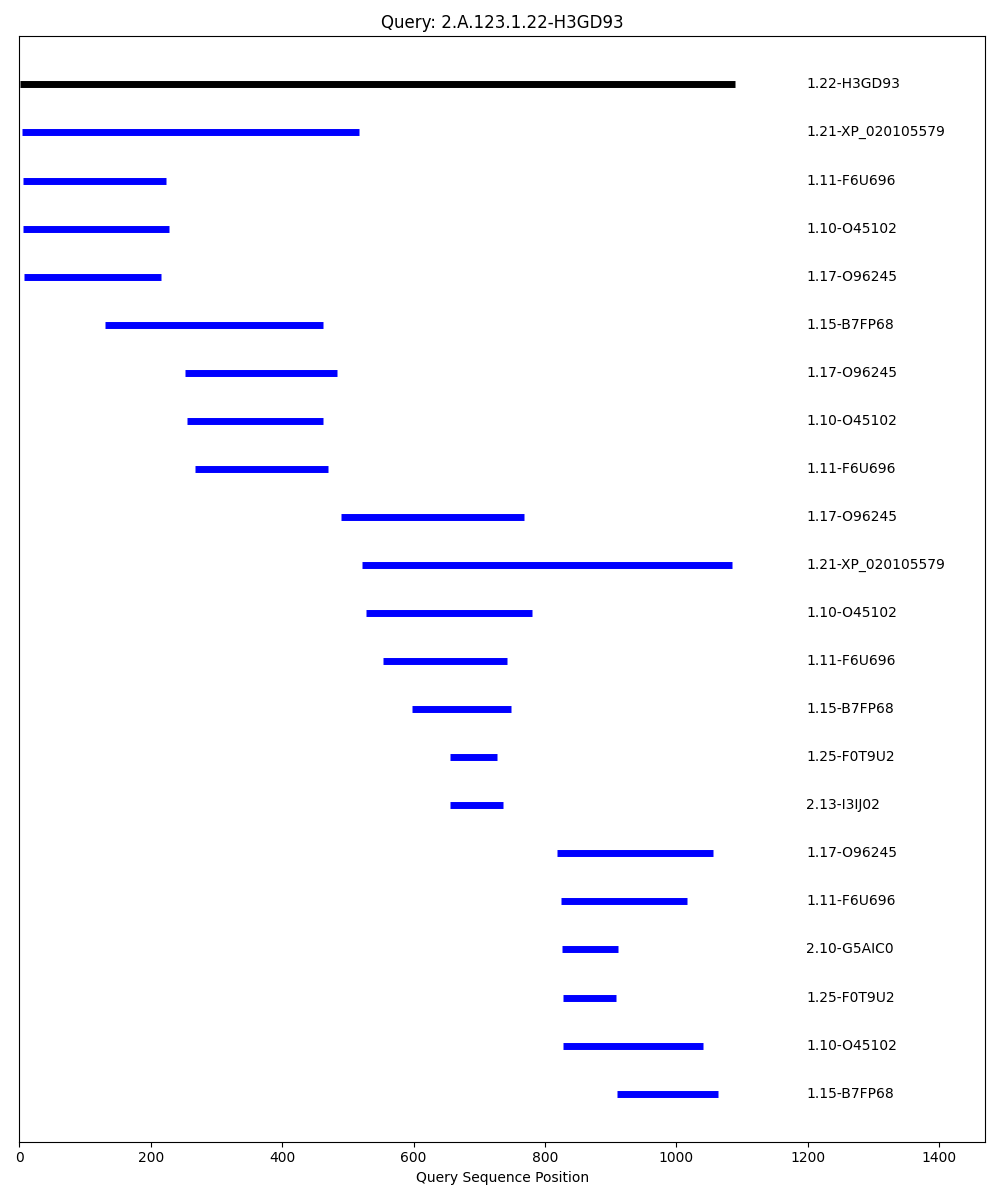 Query: 2.A.123.1.22-H3GD93
1.22-H3GD93
1.21-XP_020105579
1.11-F6U696
1.10-O45102
1.17-O96245
1.15-B7FP68
1.17-O96245
1.10-O45102
1.11-F6U696
1.17-O96245
1.21-XP_020105579
1.10-O45102
1.11-F6U696
1.15-B7FP68
1.25-F0T9U2
2.13-I3IJ02
1.17-O96245
1.11-F6U696
2.10-G5AIC0
1.25-F0T9U2
1.10-O45102
1.15-B7FP68
0 200 400 600 800 1000 1200 1400
Query Sequence Position